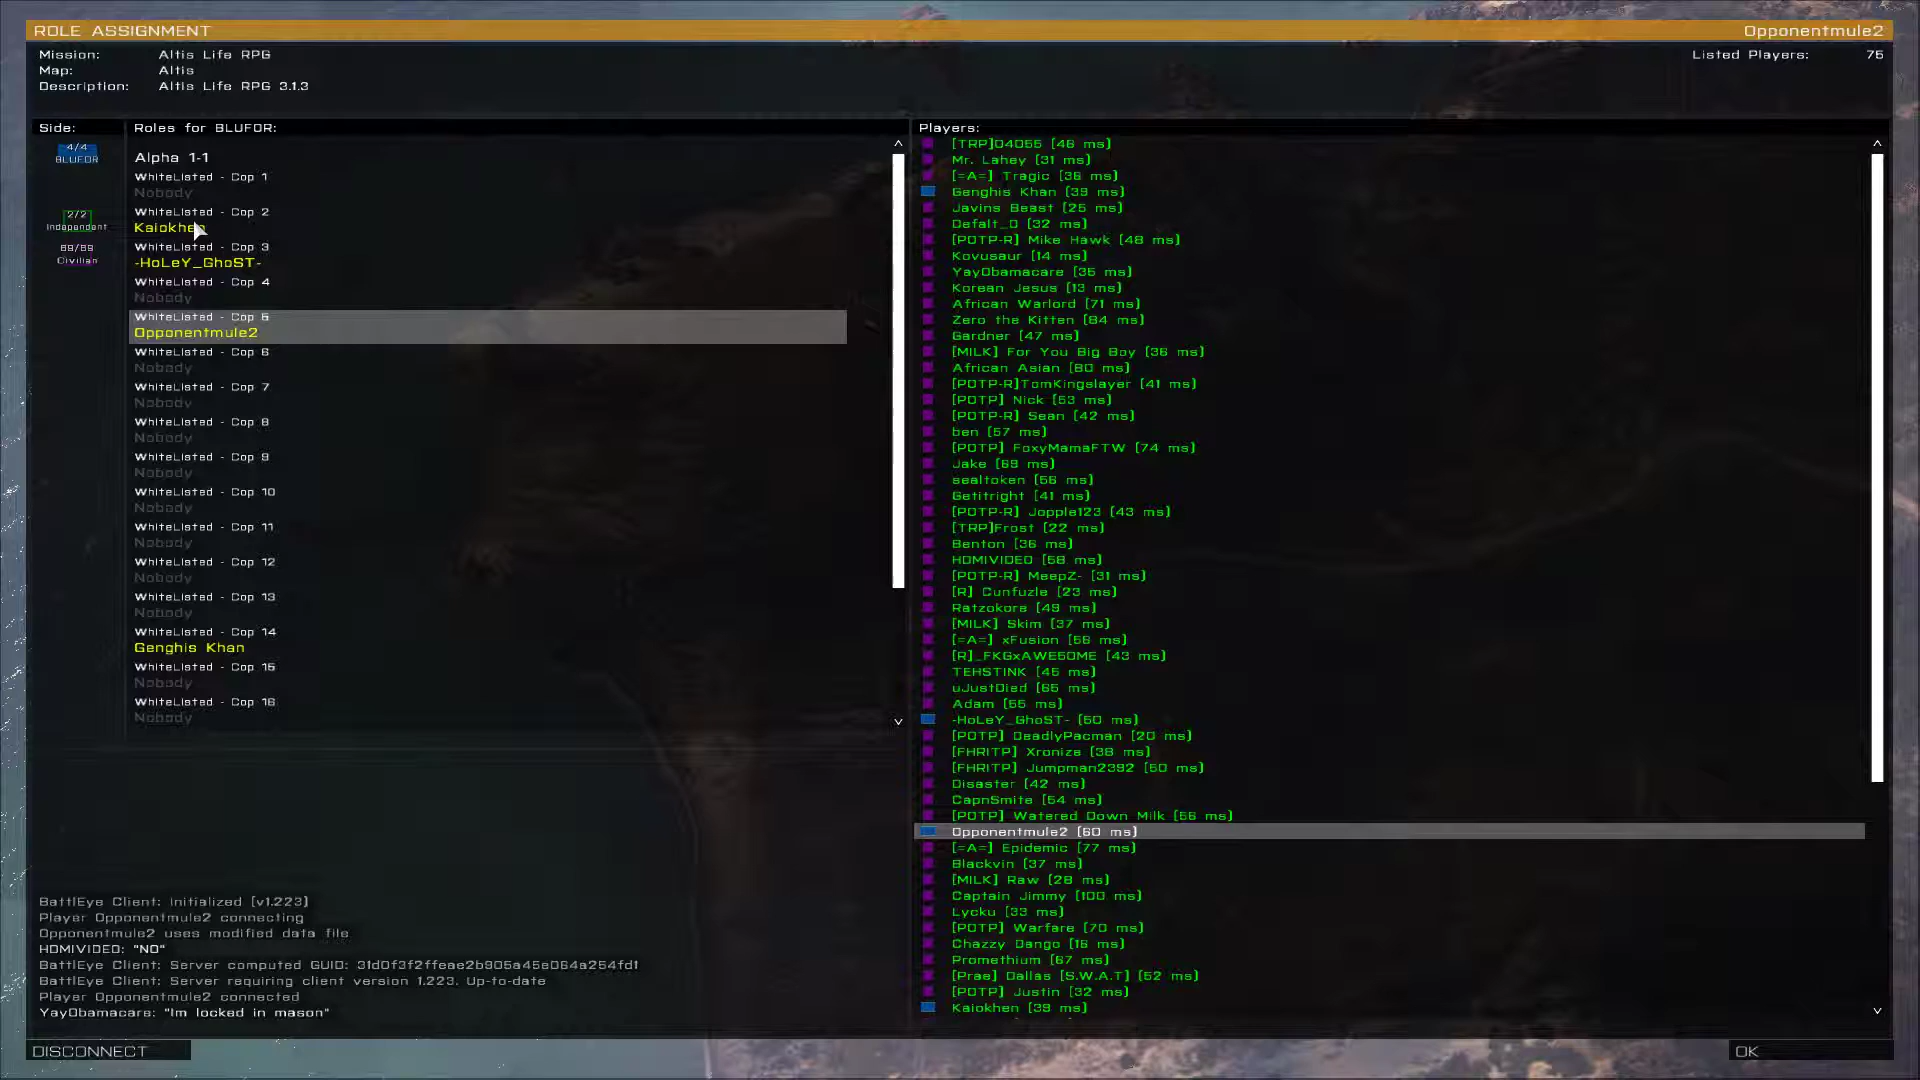 ROLE ASSIGNMENT
Opponentmule2
Mission: Altis Life RPG
Listed Players: 75
Map: Altis
Description: Altis Life RPG 3.1.3
Side:
4/4
BLUFOR
2/2
Independent
69/69
Civilian
Roles for BLUFOR:
Alpha 1-1
WhiteListed - Cop 1
Nobody
WhiteListed - Cop 2
Kaiokhen
WhiteListed - Cop 3
-HoLeY_GhoST-
WhiteListed - Cop 4
Nobody
WhiteListed - Cop 5
Opponentmule2
WhiteListed - Cop 6
Nobody
WhiteListed - Cop 7
Nobody
WhiteListed - Cop 8
Nobody
WhiteListed - Cop 9
Nobody
WhiteListed - Cop 10
Nobody
WhiteListed - Cop 11
Nobody
WhiteListed - Cop 12
Nobody
WhiteListed - Cop 13
Nobody
WhiteListed - Cop 14
Genghis Khan
WhiteListed - Cop 15
Nobody
WhiteListed - Cop 16
Nobody
Players:
[TRP]04055 [46 ms]
Mr. Lahey [31 ms]
[=A=] Tragic [36 ms]
Genghis Khan [39 ms]
Javins Beast [25 ms]
Defalt_D [32 ms]
[POTP-R] Mike Hawk [48 ms]
Kovusaur [14 ms]
YayObamacare [35 ms]
Korean Jesus [13 ms]
African Warlord [71 ms]
Zero the Kitten [84 ms]
Gardner [47 ms]
[MILK] For You Big Boy [36 ms]
African Asian [80 ms]
[POTP-R]TomKingslayer [41 ms]
[POTP] Nick [53 ms]
[POTP-R] Sean [42 ms]
ben [57 ms]
[POTP] FoxyMamaFTW [74 ms]
Jake [69 ms]
sealtoken [56 ms]
Getitright [41 ms]
[POTP-R] Jopple123 [43 ms]
[TRP]Frost [22 ms]
Benton [36 ms]
HDMIVIDEO [58 ms]
[POTP-R] MeepZ- [31 ms]
[R] Cunfuzle [23 ms]
Ratzokora [49 ms]
[MILK] Skim [37 ms]
[=A=] xFusion [56 ms]
[R]_FKGxAWE50ME [43 ms]
TEHSTINK [45 ms]
uJustDied [65 ms]
Adam [55 ms]
-HoLeY_GhoST- [50 ms]
[POTP] DeadlyPacman [20 ms]
[FHRITP] Xronize [38 ms]
[FHRITP] Jumpman2392 [50 ms]
Disaster [42 ms]
CapnSmite [54 ms]
[POTP] Watered Down Milk [56 ms]
Opponentmule2 [60 ms]
[=A=] Epidemic [77 ms]
Blackvin [37 ms]
[MILK] Raw [28 ms]
Captain Jimmy [100 ms]
Lycku [33 ms]
[POTP] Warfare [70 ms]
Chazzy Dango [16 ms]
Promethium [67 ms]
[Prae] Dallas [S.W.A.T] [52 ms]
[POTP] Justin [32 ms]
Kaiokhen [39 ms]
BattlEye Client: Initialized [v1.223]
Player Opponentmule2 connecting
Opponentmule2 uses modified data file
HDMIVIDEO: "NO"
BattlEye Client: Server computed GUID: 31d0f3f2ffeae2b905a45e064a254fd1
BattlEye Client: Server requiring client version 1.223. Up-to-date
Player Opponentmule2 connected
YayObamacare: "Im locked in mason"
DISCONNECT
OK